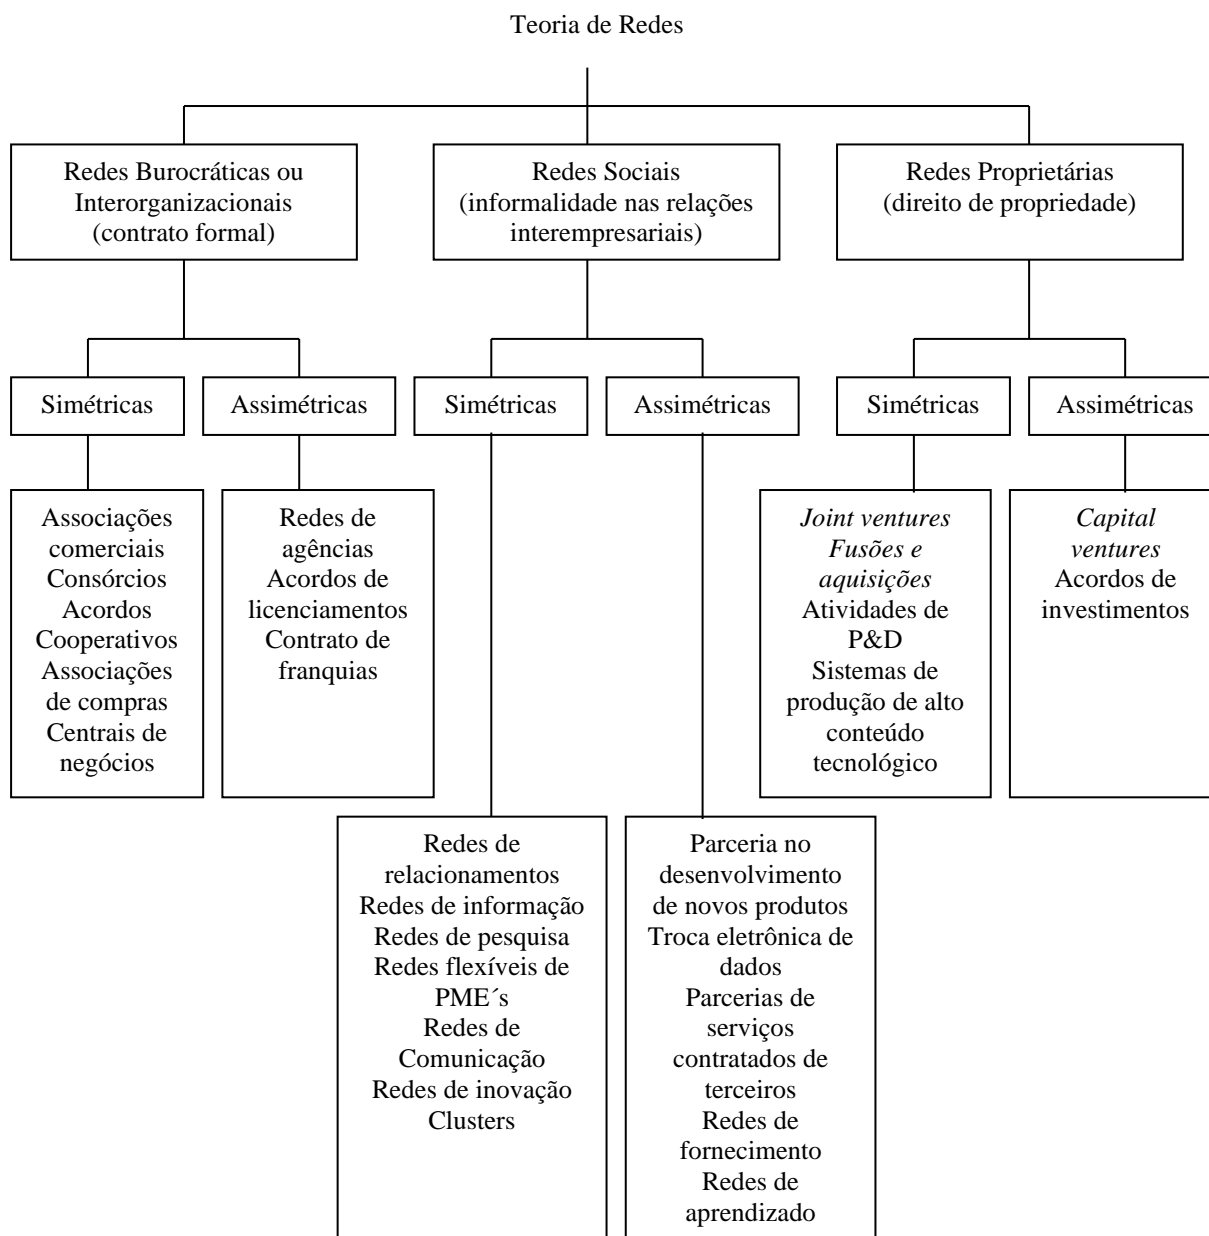 Teoria de Redes
Redes Burocráticas ou
Interorganizacionais
(contrato formal)
Redes Sociais
(informalidade nas relações
interempresariais)
Redes Proprietárias
(direito de propriedade)
Simétricas
Assimétricas
Simétricas
Assimétricas
Simétricas
Assimétricas
Associações
comerciais
Consórcios
Acordos
Cooperativos
Associações
de compras
Centrais de
negócios
Redes de
agências
Acordos de
licenciamentos
Contrato de
franquias
Joint ventures
Fusões e
aquisições
Atividades de
P&D
Sistemas de
produção de alto
conteúdo
tecnológico
Capital
ventures
Acordos de
investimentos
Redes de
relacionamentos
Redes de informação
Redes de pesquisa
Redes flexíveis de
PME´s
Redes de
Comunicação
Redes de inovação
Clusters
Parceria no
desenvolvimento
de novos produtos
Troca eletrônica de
dados
Parcerias de
serviços
contratados de
terceiros
Redes de
fornecimento
Redes de
aprendizado